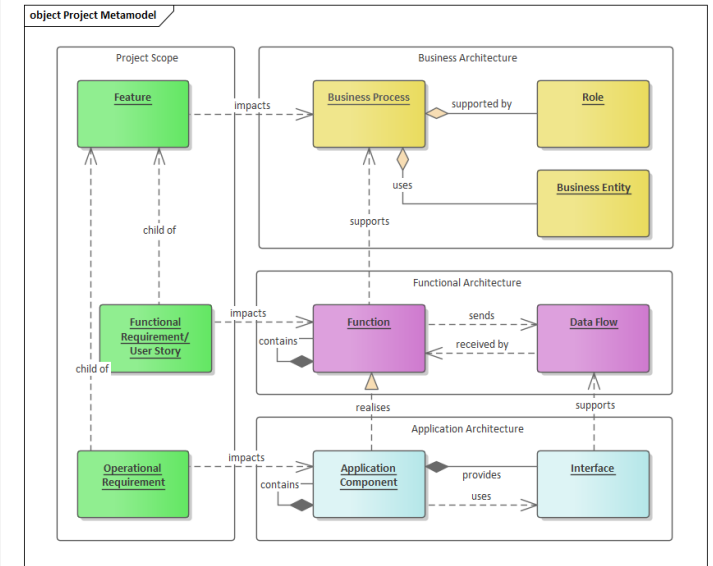 object Project Metamodel
Project Scope
Business Architecture
Feature
impacts
Business Process
supported by
Role
uses
Business Entity
child of
supports
Functional Architecture
Functional
Requirement/
User Story
impacts
contains
Function
sends
received by
Data Flow
child of
realises
supports
Application Architecture
Operational
Requirement
impacts
contains
Application
Component
provides
uses
Interface